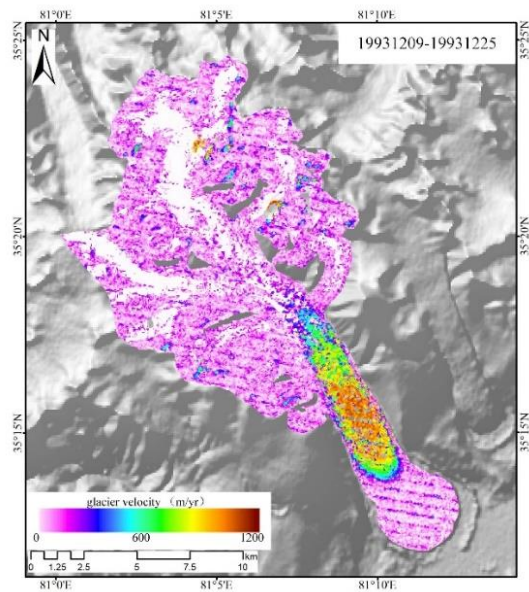 81°0′E 81°5′E 81°10′E
35°25′N 35°25′N
N
19931209-19931225
35°20′N 35°20′N
35°15′N 35°15′N
glacier velocity （m/yr）
0 600 1200
0 1.25 2.5 5 7.5 10
km
81°0′E 81°5′E 81°10′E